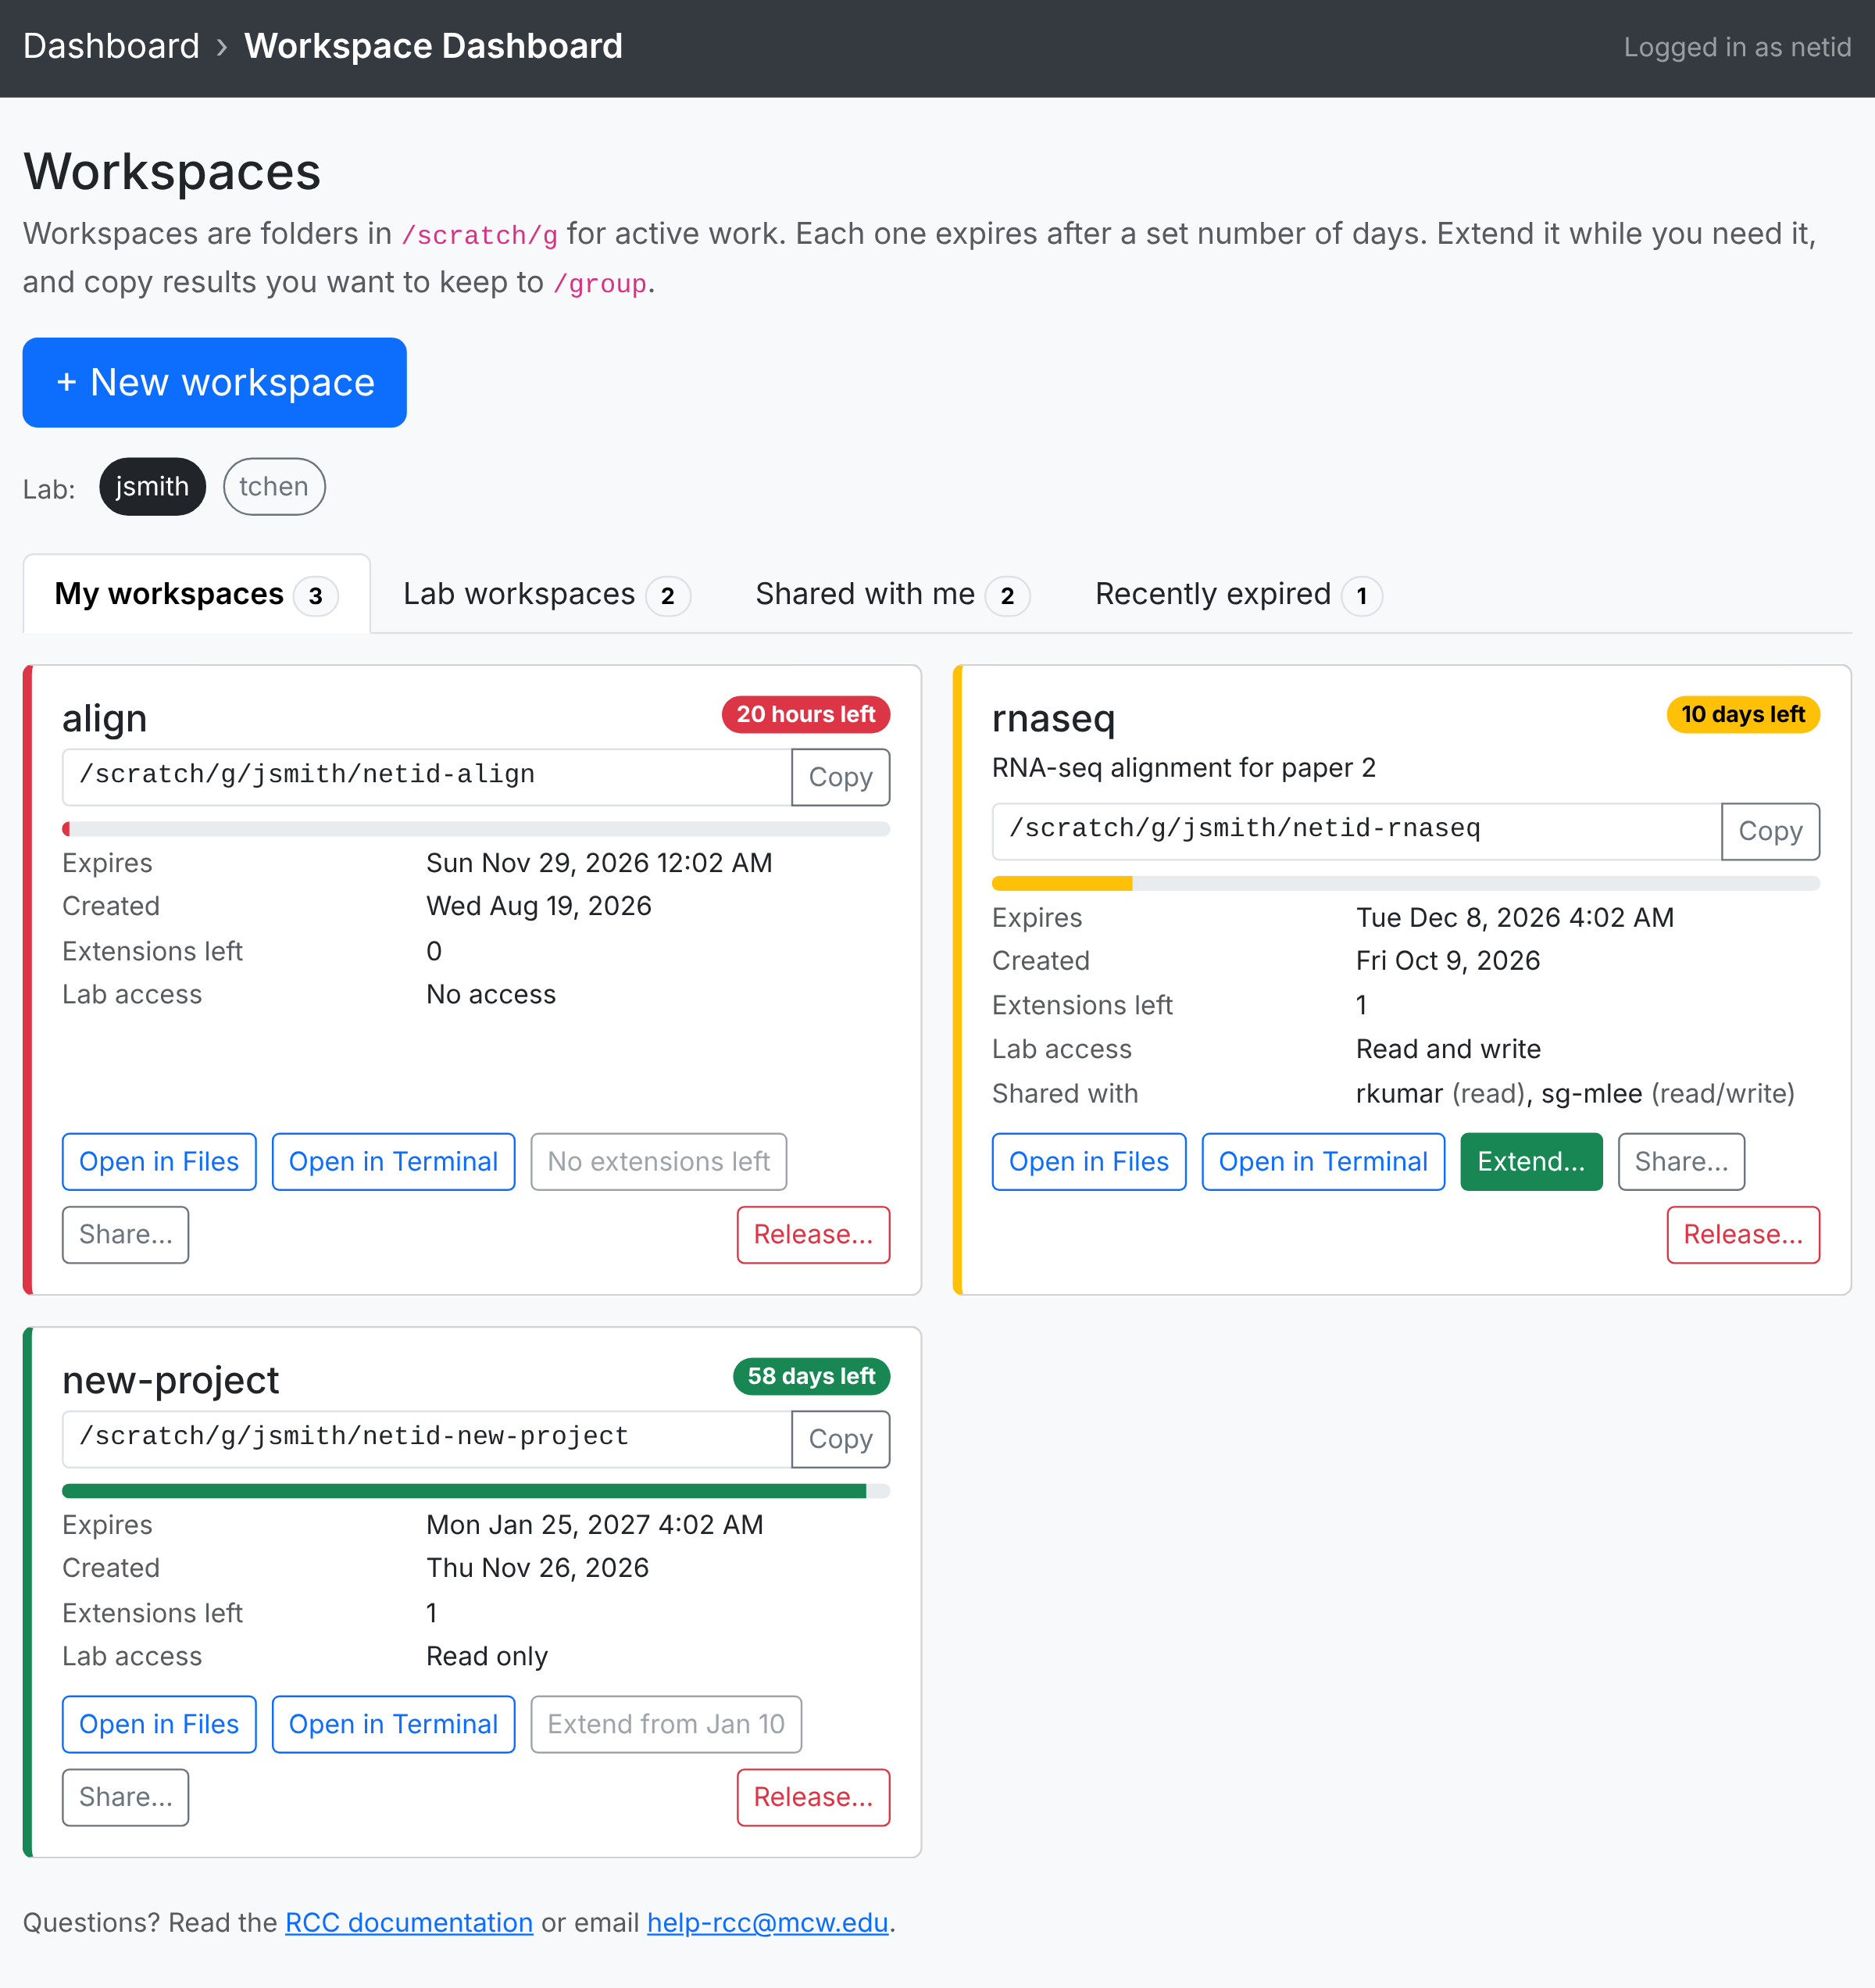 Dashboard › Workspace Dashboard
Logged in as netid
Workspaces
Workspaces are folders in /scratch/g for active work. Each one expires after a set number of days. Extend it while you need it,
and copy results you want to keep to /group.
+ New workspace
Lab: jsmith tchen
My workspaces 3 Lab workspaces 2 Shared with me 2 Recently expired 1
align 20 hours left
/scratch/g/jsmith/netid-align Copy
Expires Sun Nov 29, 2026 12:02 AM
Created Wed Aug 19, 2026
Extensions left 0
Lab access No access
Open in Files Open in Terminal No extensions left
Share... Release...
rnaseq 10 days left
RNA-seq alignment for paper 2
/scratch/g/jsmith/netid-rnaseq Copy
Expires Tue Dec 8, 2026 4:02 AM
Created Fri Oct 9, 2026
Extensions left 1
Lab access Read and write
Shared with rkumar (read), sg-mlee (read/write)
Open in Files Open in Terminal Extend... Share...
Release...
new-project 58 days left
/scratch/g/jsmith/netid-new-project Copy
Expires Mon Jan 25, 2027 4:02 AM
Created Thu Nov 26, 2026
Extensions left 1
Lab access Read only
Open in Files Open in Terminal Extend from Jan 10
Share... Release...
Questions? Read the RCC documentation or email help-rcc@mcw.edu.